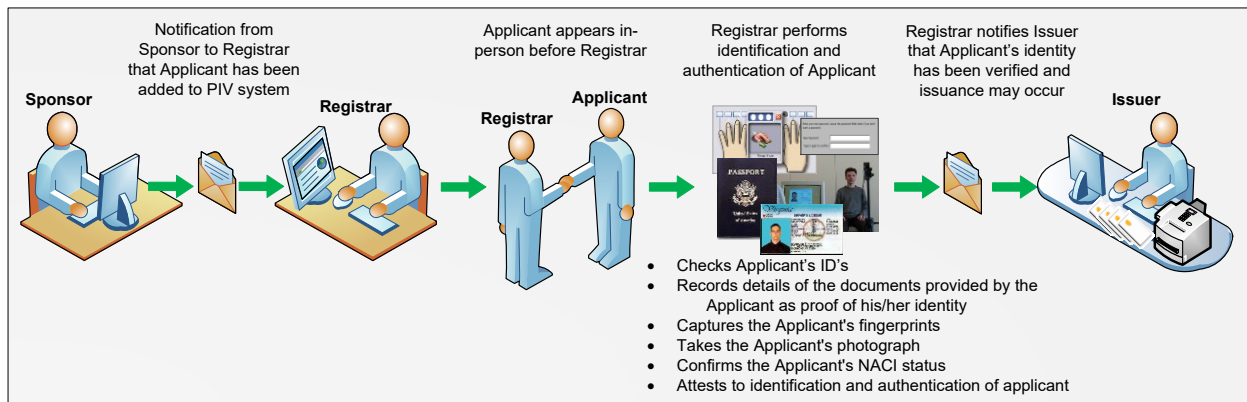 Notification from
Sponsor to Registrar
that Applicant has been
added to PIV system
Applicant appears in-
person before Registrar
Registrar performs
identification and
authentication of Applicant
Registrar notifies Issuer
that Applicant's identity
has been verified and
issuance may occur
Sponsor
Registrar
Registrar
Applicant
Issuer
PASSPORT
United States
of America
• Checks Applicant's ID's
• Records details of the documents provided by the
Applicant as proof of his/her identity
• Captures the Applicant's fingerprints
• Takes the Applicant's photograph
• Confirms the Applicant's NACI status
• Attests to identification and authentication of applicant